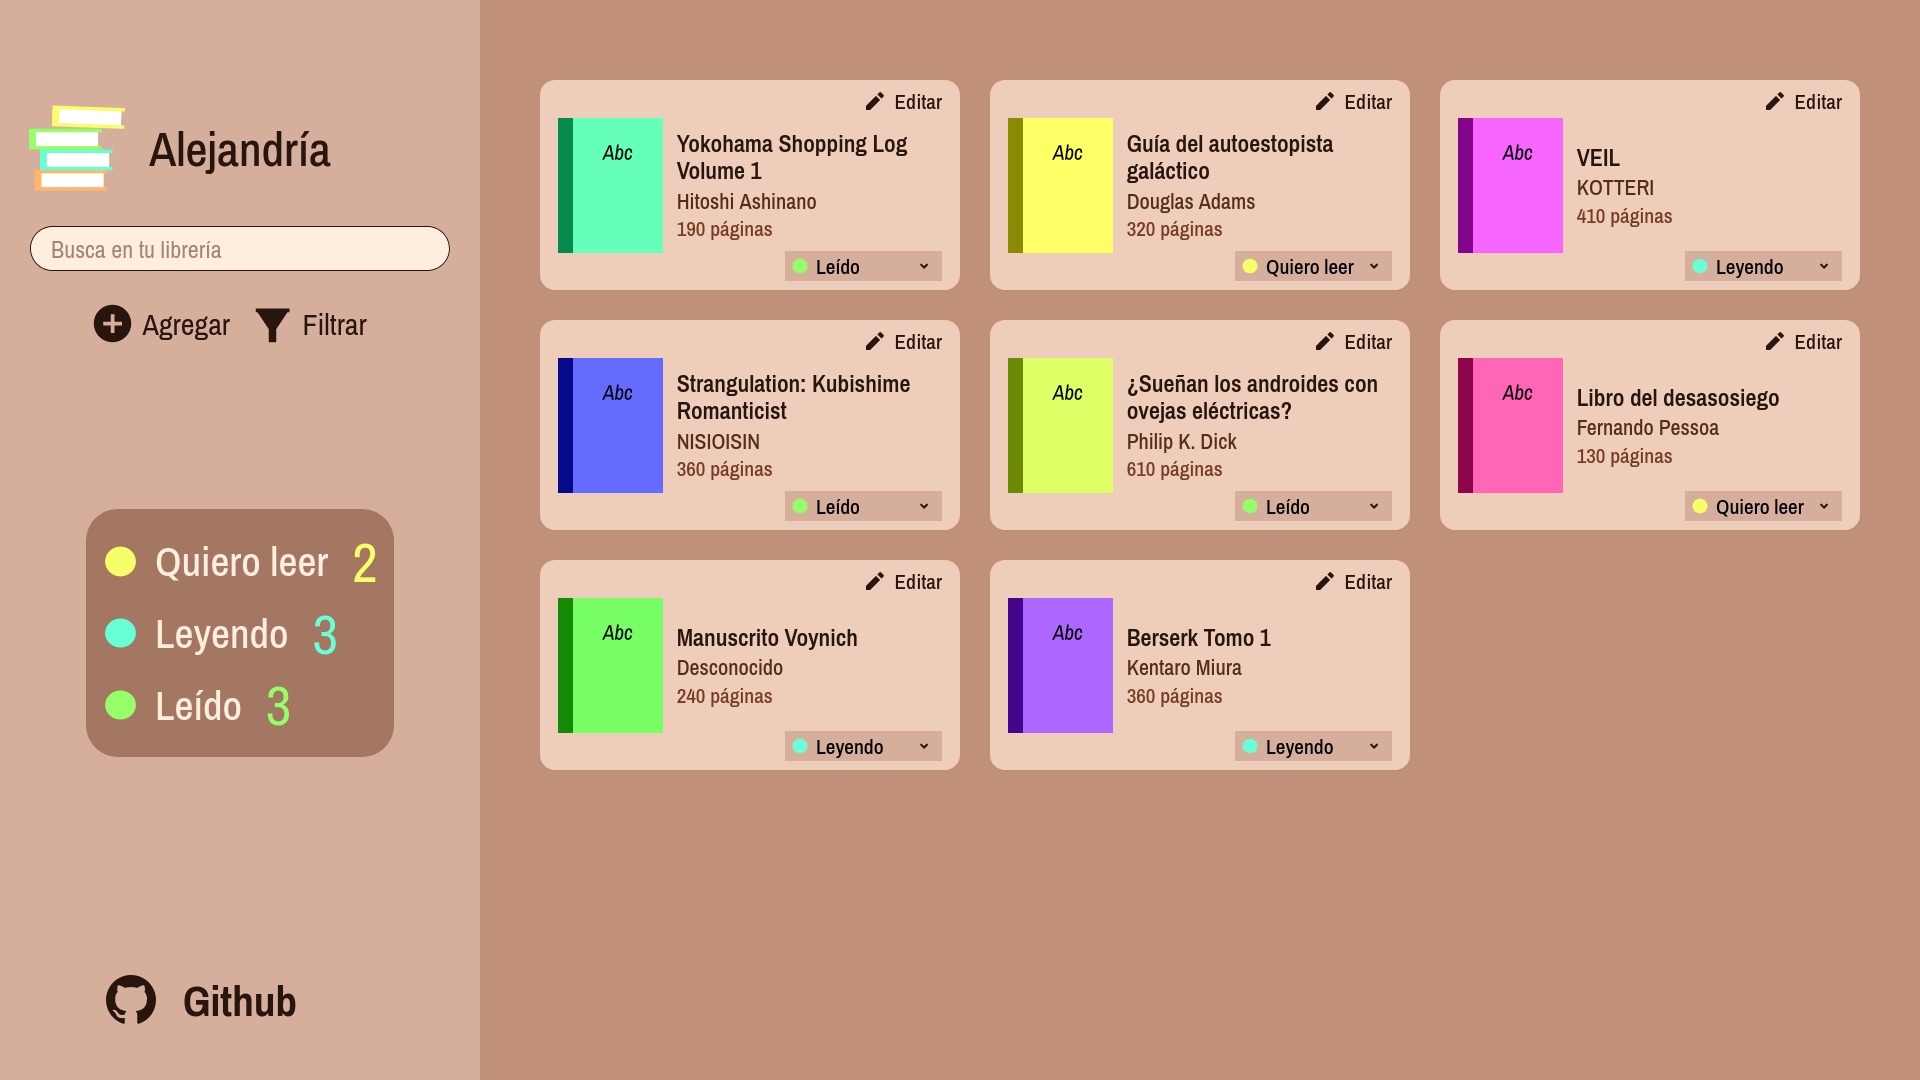 Alejandría
Busca en tu librería
Agregar
Filtrar
Quiero leer 2
Leyendo 3
Leído 3
Github
Editar
Abc
Yokohama Shopping Log
Volume 1
Hitoshi Ashinano
190 páginas
Leído
Editar
Abc
Guía del autoestopista
galáctico
Douglas Adams
320 páginas
Quiero leer
Editar
Abc
VEIL
KOTTERI
410 páginas
Leyendo
Editar
Abc
Strangulation: Kubishime
Romanticist
NISIOISIN
360 páginas
Leído
Editar
Abc
¿Sueñan los androides con
ovejas eléctricas?
Philip K. Dick
610 páginas
Leído
Editar
Abc
Libro del desasosiego
Fernando Pessoa
130 páginas
Quiero leer
Editar
Abc
Manuscrito Voynich
Desconocido
240 páginas
Leyendo
Editar
Abc
Berserk Tomo 1
Kentaro Miura
360 páginas
Leyendo